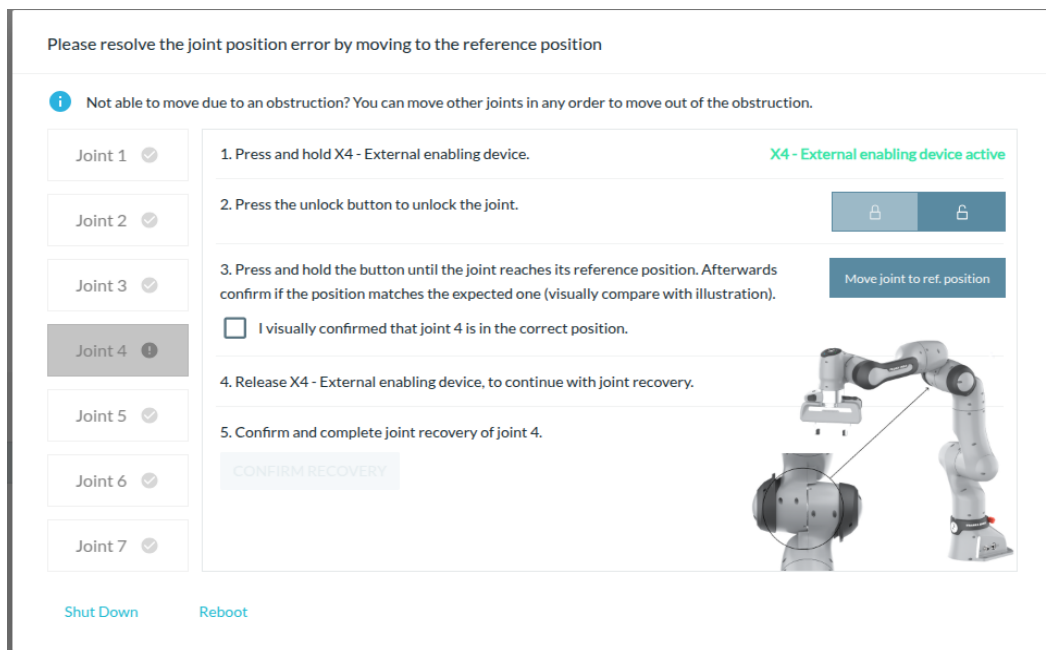 Please resolve the joint position error by moving to the reference position
Not able to move due to an obstruction? You can move other joints in any order to move out of the obstruction.
Joint 1
Joint 2
Joint 3
Joint 4
Joint 5
Joint 6
Joint 7
1. Press and hold X4 - External enabling device.
X4 - External enabling device active
2. Press the unlock button to unlock the joint.
3. Press and hold the button until the joint reaches its reference position. Afterwards
confirm if the position matches the expected one (visually compare with illustration).
Move joint to ref. position
I visually confirmed that joint 4 is in the correct position.
4. Release X4 - External enabling device, to continue with joint recovery.
5. Confirm and complete joint recovery of joint 4.
CONFIRM RECOVERY
Shut Down
Reboot